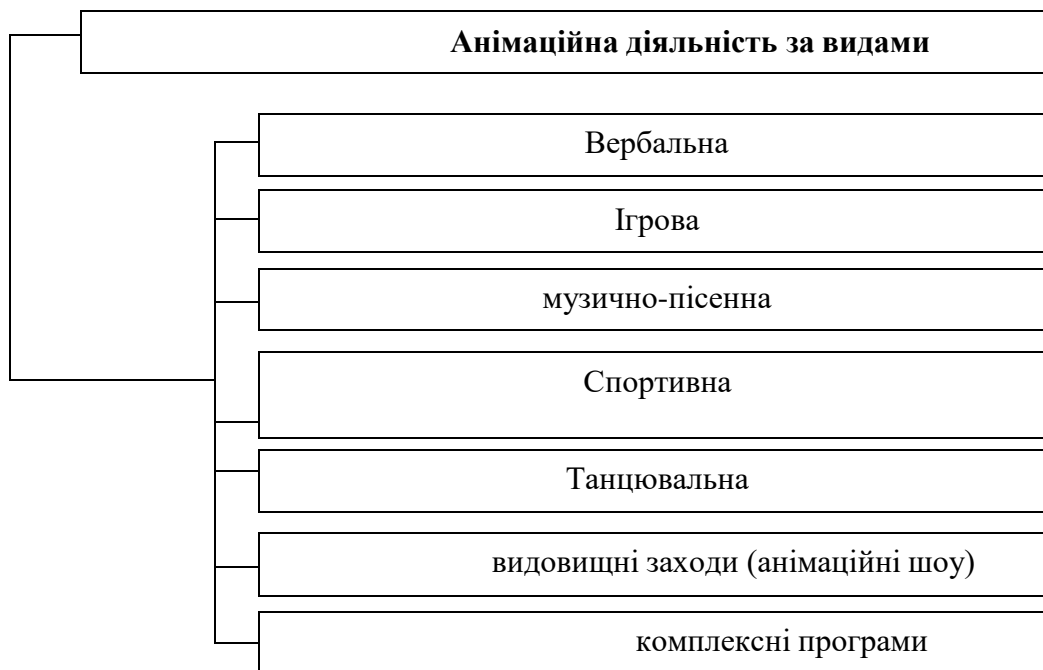 Анімаційна діяльність за видами
Вербальна
Ігрова
музично-пісенна
Спортивна
Танцювальна
видовищні заходи (анімаційні шоу)
комплексні програми